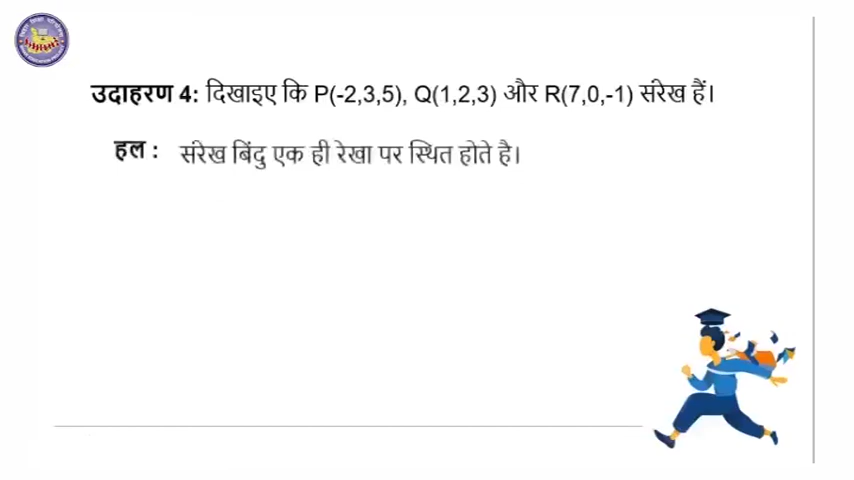 उदाहरण 4: दिखाइए कि P(-2,3,5), Q(1,2,3) और R(7,0,-1) संरेख हैं।
हल : संरेख बिंदु एक ही रेखा पर स्थित होते है।